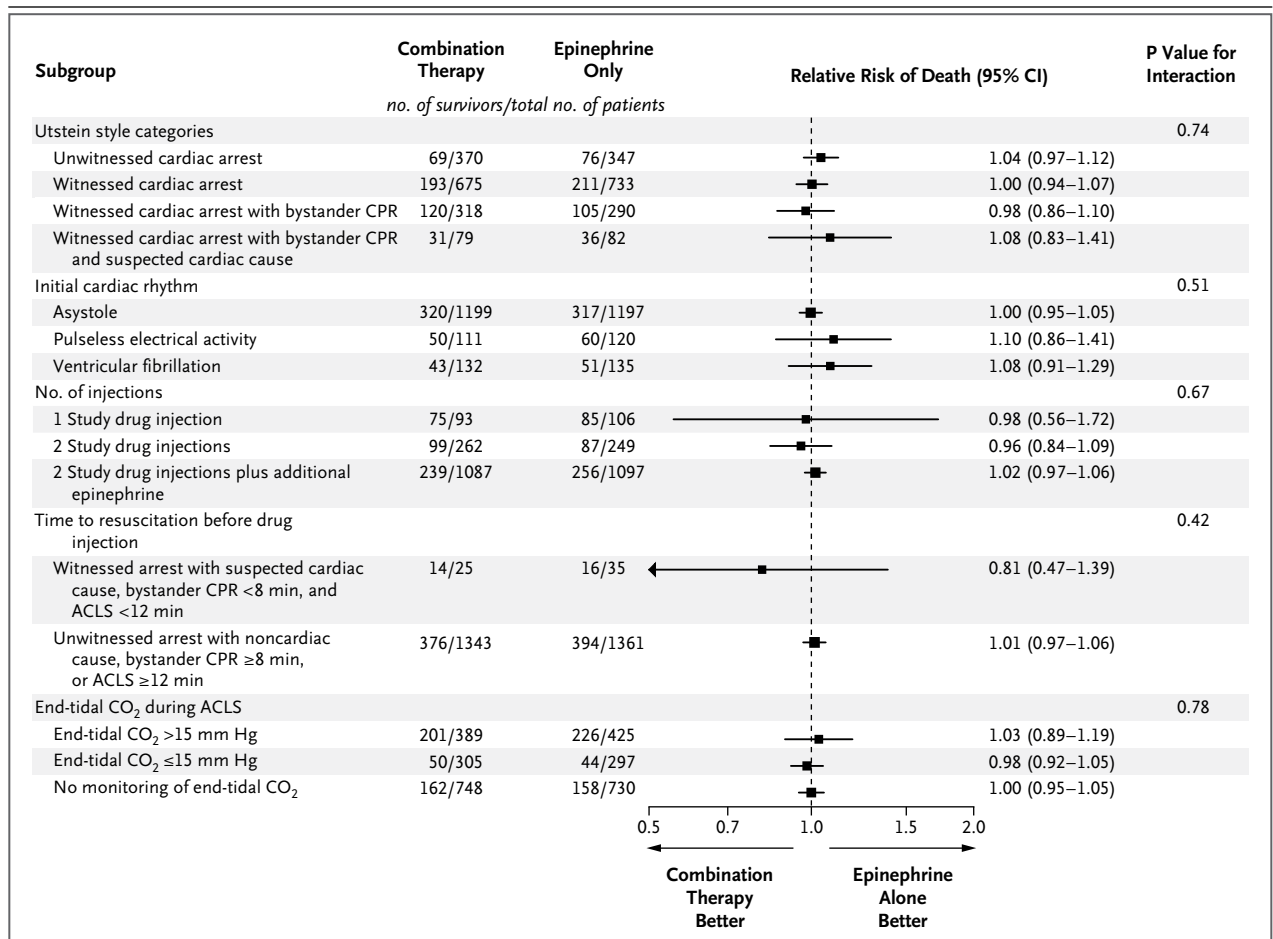 Subgroup
Combination Therapy
Epinephrine Only
Relative Risk of Death (95% CI)
P Value for Interaction
no. of survivors/total no. of patients
Utstein style categories 0.74
Unwitnessed cardiac arrest 69/370 76/347 1.04 (0.97–1.12)
Witnessed cardiac arrest 193/675 211/733 1.00 (0.94–1.07)
Witnessed cardiac arrest with bystander CPR 120/318 105/290 0.98 (0.86–1.10)
Witnessed cardiac arrest with bystander CPR 31/79 36/82 1.08 (0.83–1.41)
and suspected cardiac cause
Initial cardiac rhythm 0.51
Asystole 320/1199 317/1197 1.00 (0.95–1.05)
Pulseless electrical activity 50/111 60/120 1.10 (0.86–1.41)
Ventricular fibrillation 43/132 51/135 1.08 (0.91–1.29)
No. of injections 0.67
1 Study drug injection 75/93 85/106 0.98 (0.56–1.72)
2 Study drug injections 99/262 87/249 0.96 (0.84–1.09)
2 Study drug injections plus additional 239/1087 256/1097 1.02 (0.97–1.06)
epinephrine
Time to resuscitation before drug 0.42
injection
Witnessed arrest with suspected cardiac 14/25 16/35 0.81 (0.47–1.39)
cause, bystander CPR <8 min, and
ACLS <12 min
Unwitnessed arrest with noncardiac 376/1343 394/1361 1.01 (0.97–1.06)
cause, bystander CPR ≥8 min,
or ACLS ≥12 min
End-tidal CO₂ during ACLS 0.78
End-tidal CO₂ >15 mm Hg 201/389 226/425 1.03 (0.89–1.19)
End-tidal CO₂ ≤15 mm Hg 50/305 44/297 0.98 (0.92–1.05)
No monitoring of end-tidal CO₂ 162/748 158/730 1.00 (0.95–1.05)
0.5 0.7 1.0 1.5 2.0
Combination Therapy Better
Epinephrine Alone Better